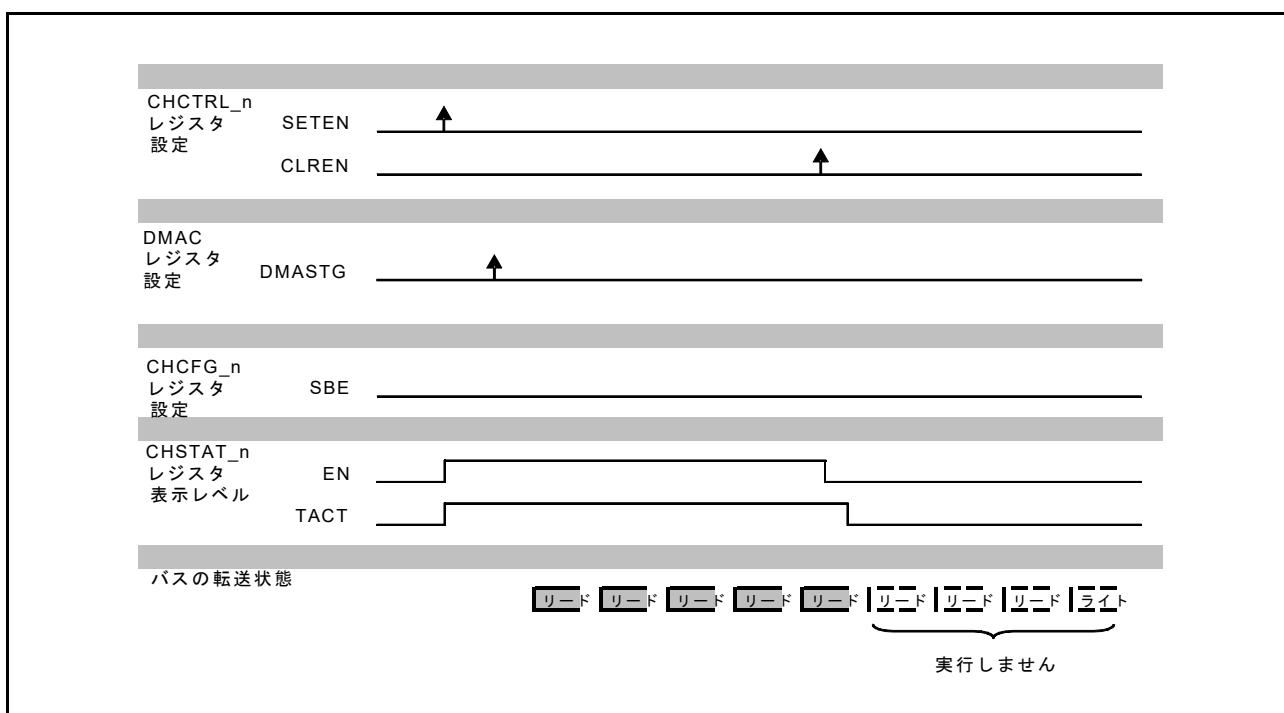 CHCTRL_n
レジスタ
設定
SETEN
CLREN
DMAC
レジスタ
設定
DMASTG
CHCFG_n
レジスタ
設定
SBE
CHSTAT_n
レジスタ
表示レベル
EN
TACT
バスの転送状態
リード リード リード リード リード リード リード リード ライト
実行しません